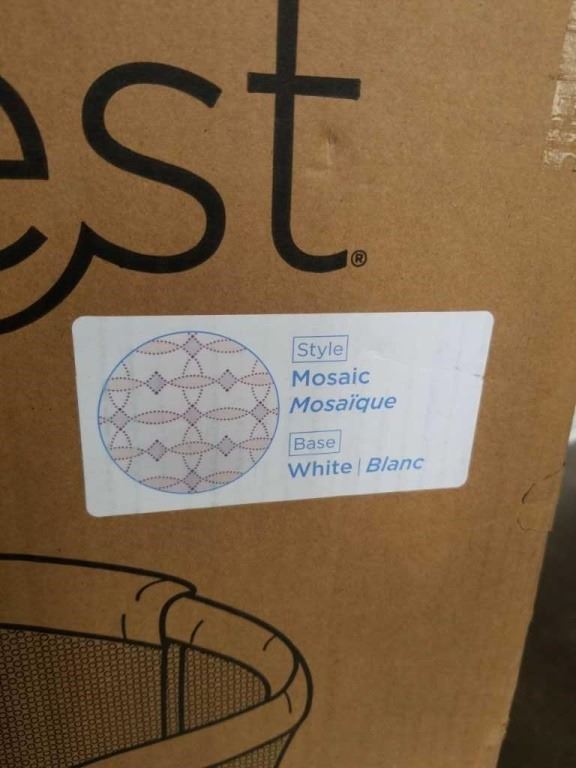 est®
Style
Mosaic
Mosaïque
Base
White | Blanc